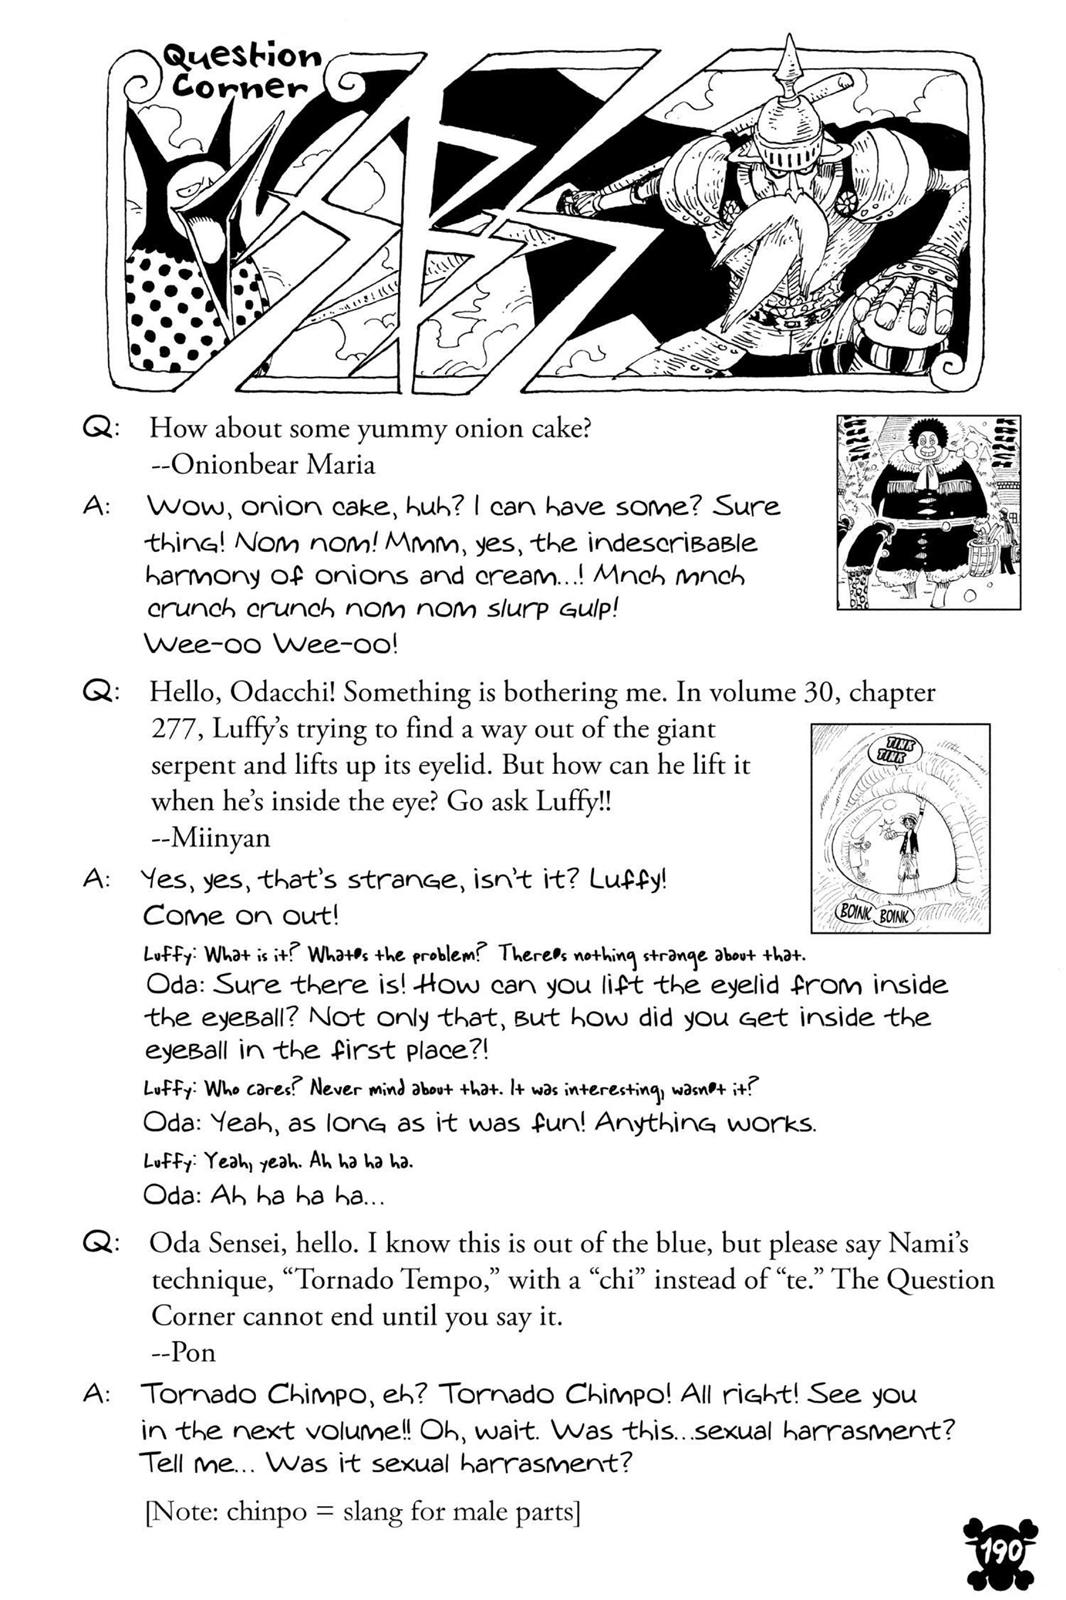 Question
Corner
SBS
Q: How about some yummy onion cake?
--Onionbear Maria
A: Wow, onion cake, huh? I can have some? Sure
thing! Nom nom! Mmm, yes, the indescribable
harmony of onions and cream...! Mnch mnch
crunch crunch nom nom slurp gulp!
Wee-oo Wee-oo!
Q: Hello, Odacchi! Something is bothering me. In volume 30, chapter
277, Luffy's trying to find a way out of the giant
serpent and lifts up its eyelid. But how can he lift it
when he's inside the eye? Go ask Luffy!!
--Miinyan
TINK
TINK
BOINK BOINK
A: Yes, yes, that's strange, isn't it? Luffy!
Come on out!
Luffy: What is it? What's the problem? There's nothing strange about that.
Oda: Sure there is! How can you lift the eyelid from inside
the eyeball? Not only that, but how did you get inside the
eyeball in the first place?!
Luffy: Who cares? Never mind about that. It was interesting, wasn't it?
Oda: Yeah, as long as it was fun! Anything works.
Luffy: Yeah, yeah. Ah ha ha ha.
Oda: Ah ha ha ha...
Q: Oda Sensei, hello. I know this is out of the blue, but please say Nami's
technique, “Tornado Tempo,” with a “chi” instead of “te.” The Question
Corner cannot end until you say it.
--Pon
A: Tornado Chimpo, eh? Tornado Chimpo! All right! See you
in the next volume!! Oh, wait. Was this...sexual harrasment?
Tell me... Was it sexual harrasment?
[Note: chinpo = slang for male parts]
190